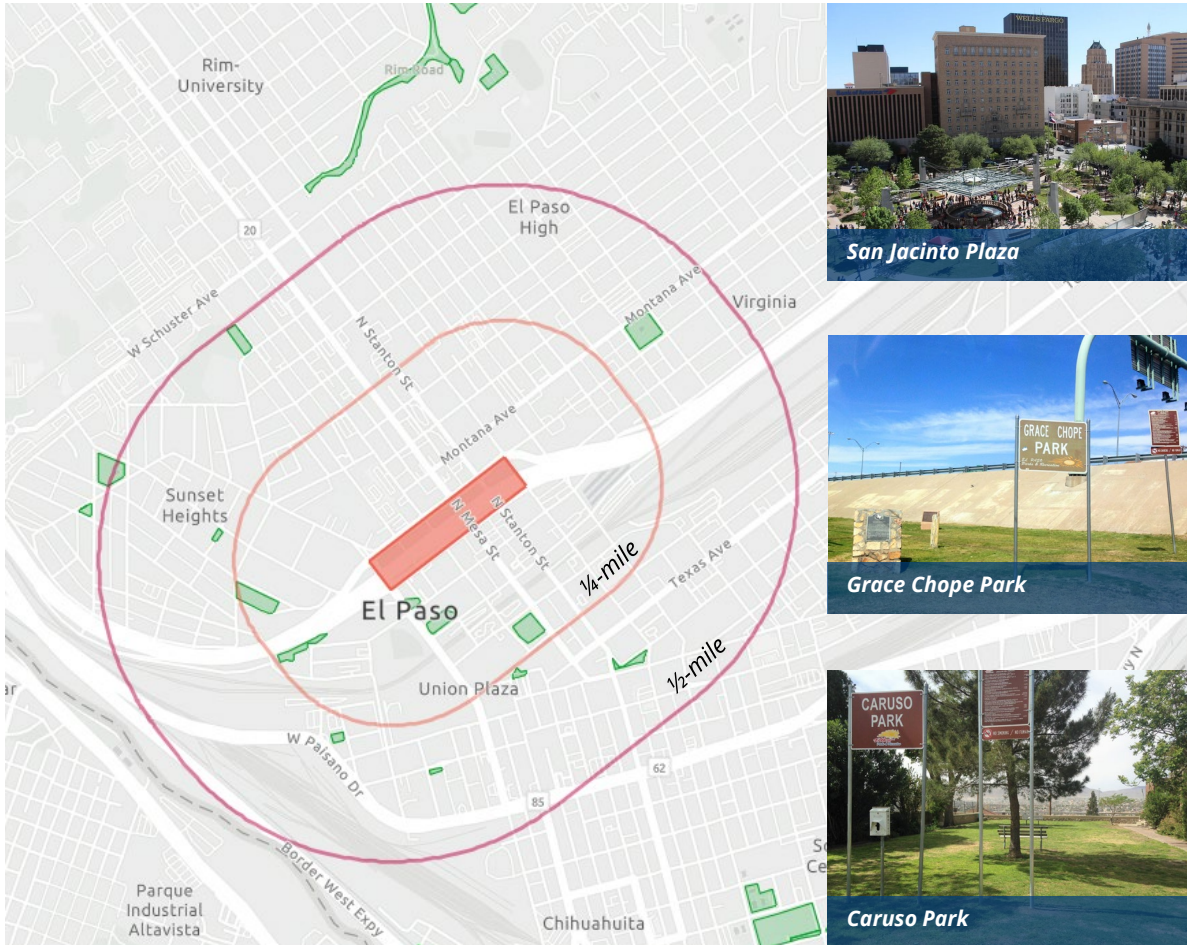 Rim-
University
Rim Road
20
El Paso
High
W Schuster Ave
N Stanton St
Montana Ave
Virginia
Montana Ave
Sunset
Heights
N Mesa St
N Stanton St
¼-mile
Texas Ave
El Paso
Union Plaza
½-mile
W Paisano Dr
62
85
Border West Expy
Parque
Industrial
Altavista
Chihuahuita
WELLS FARGO
San Jacinto Plaza
GRACE CHOPE
PARK
Grace Chope Park
CARUSO
PARK
Caruso Park